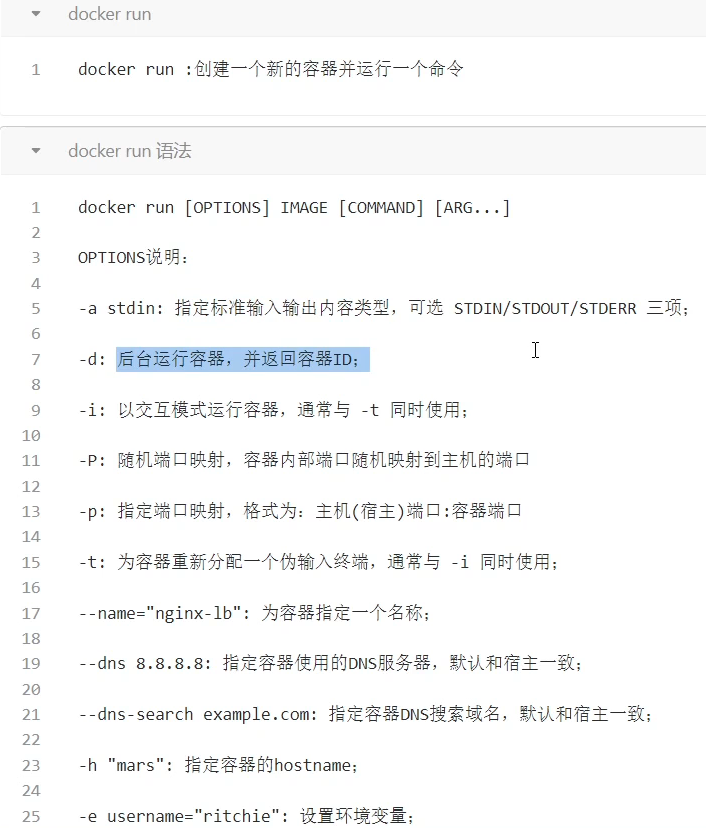 docker run
1 docker run :创建一个新的容器并运行一个命令
docker run 语法
1 docker run [OPTIONS] IMAGE [COMMAND] [ARG...]
2
3 OPTIONS说明:
4
5 -a stdin: 指定标准输入输出内容类型，可选 STDIN/STDOUT/STDERR 三项；
6
7 -d: 后台运行容器，并返回容器ID；
8
9 -i: 以交互模式运行容器，通常与 -t 同时使用；
10
11 -P: 随机端口映射，容器内部端口随机映射到主机的端口
12
13 -p: 指定端口映射，格式为：主机(宿主)端口:容器端口
14
15 -t: 为容器重新分配一个伪输入终端，通常与 -i 同时使用；
16
17 --name="nginx-lb": 为容器指定一个名称；
18
19 --dns 8.8.8.8: 指定容器使用的DNS服务器，默认和宿主一致；
20
21 --dns-search example.com: 指定容器DNS搜索域名，默认和宿主一致；
22
23 -h "mars": 指定容器的hostname；
24
25 -e username="ritchie": 设置环境变量；